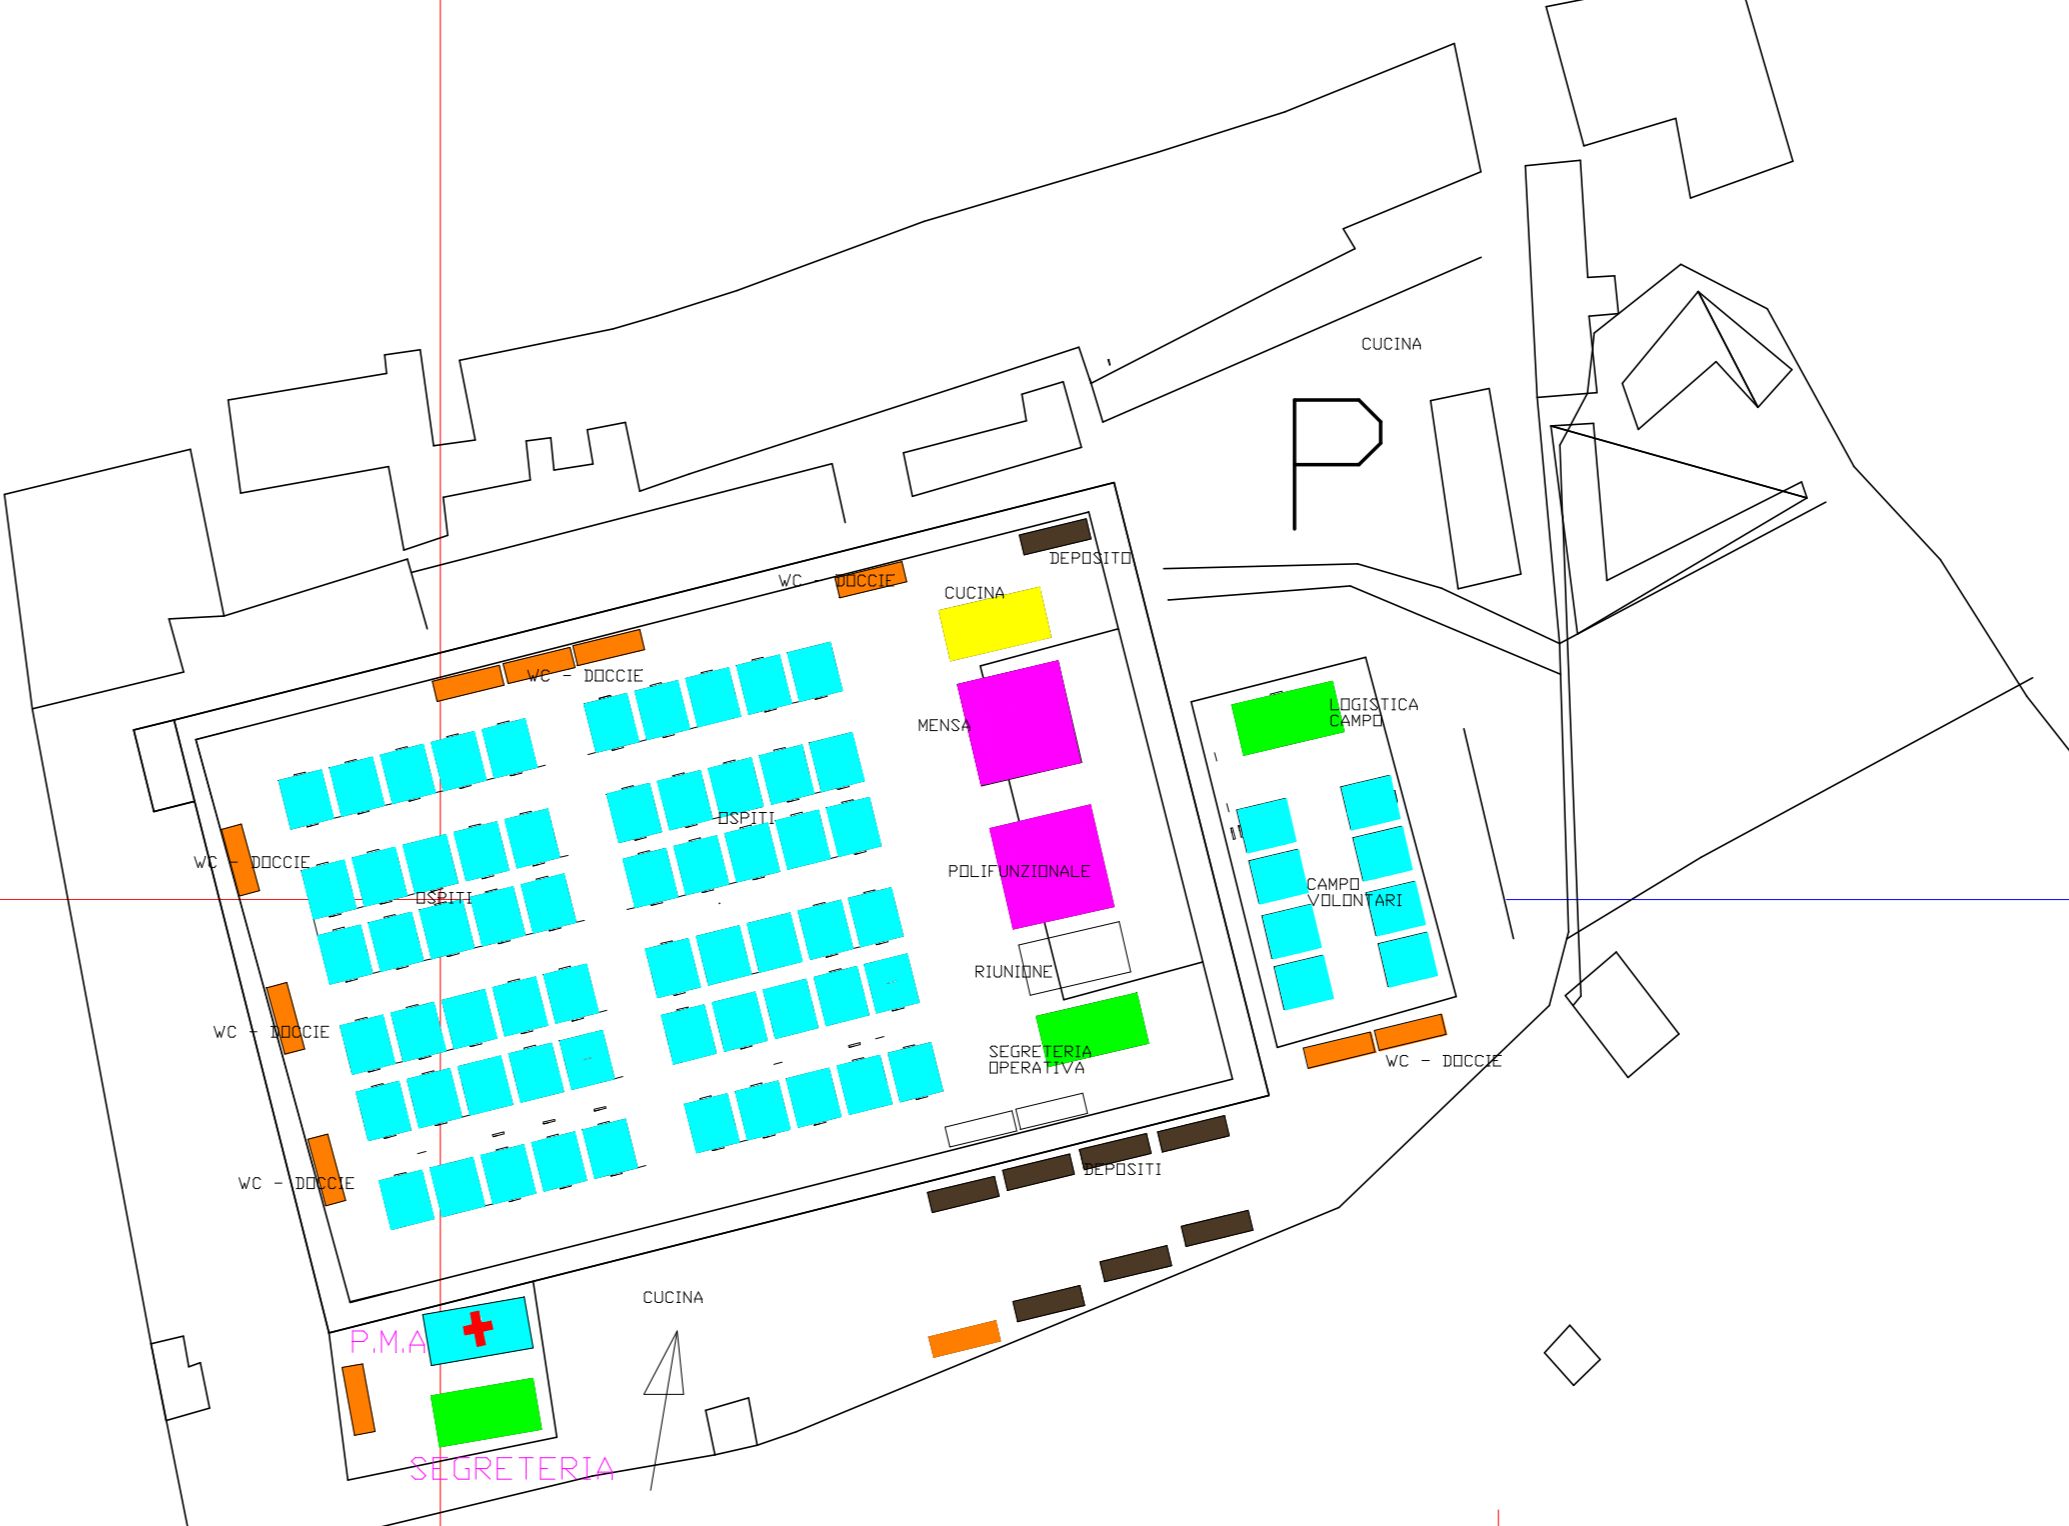 CUCINA
P
DEPOSITO
WC - DOCCIE
CUCINA
WC - DOCCIE
LOGISTICA
CAMPO
MENSA
OSPITI
WC - DOCCIE
POLIFUNZIONALE
CAMPO
VOLONTARI
OSPITI
RIUNIONE
WC - DOCCIE
SEGRETERIA
OPERATIVA
WC - DOCCIE
DEPOSITI
WC - DOCCIE
CUCINA
P.M.A
SEGRETERIA